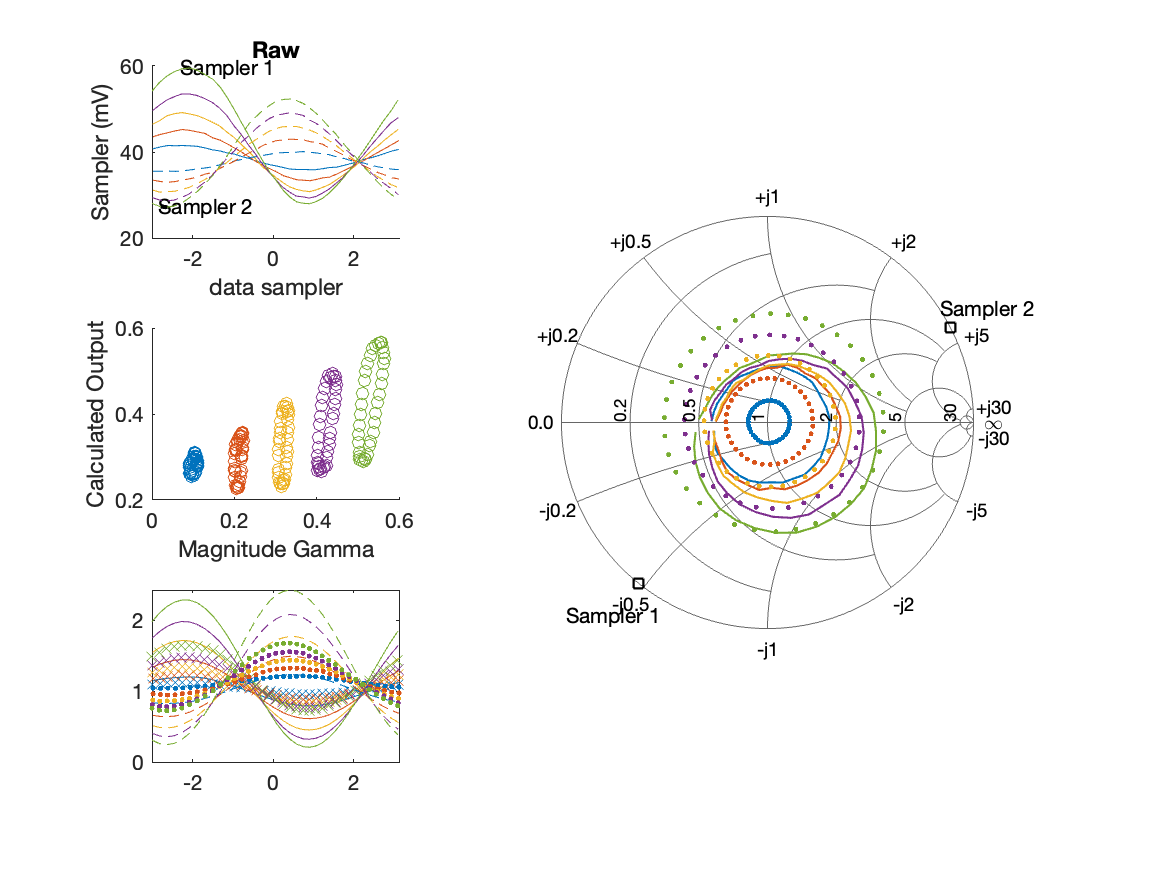 Raw
Sampler 1
60
40
20
Sampler (mV)
Sampler 2
-2
0
2
data sampler
0.6
0.4
0.2
Calculated Output
0
0.2
0.4
0.6
Magnitude Gamma
2
1
0
-2
0
2
+j1
+j0.5
+j2
Sampler 2
+j0.2
+j5
0.0
0.2
0.5
1
2
5
30
+j30
∞
-j30
-j0.2
-j5
-j0.5
Sampler 1
-j2
-j1